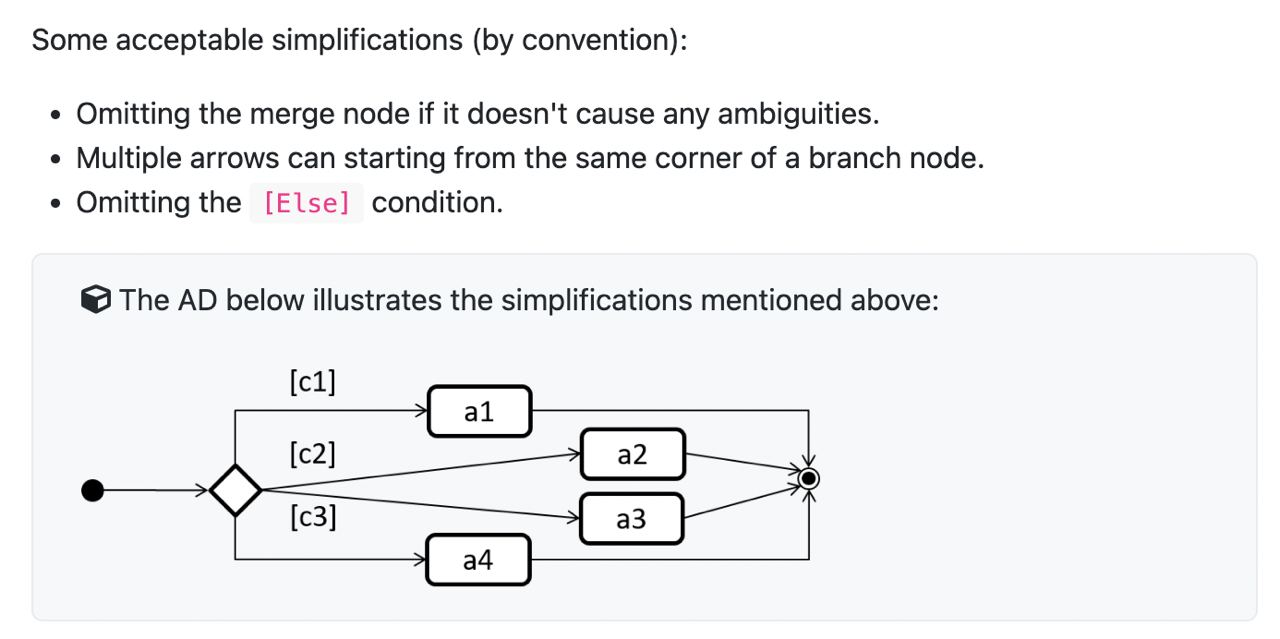 Some acceptable simplifications (by convention):
• Omitting the merge node if it doesn't cause any ambiguities.
• Multiple arrows can starting from the same corner of a branch node.
• Omitting the [Else] condition.
The AD below illustrates the simplifications mentioned above:
[c1]
a1
[c2]
a2
[c3]
a3
a4